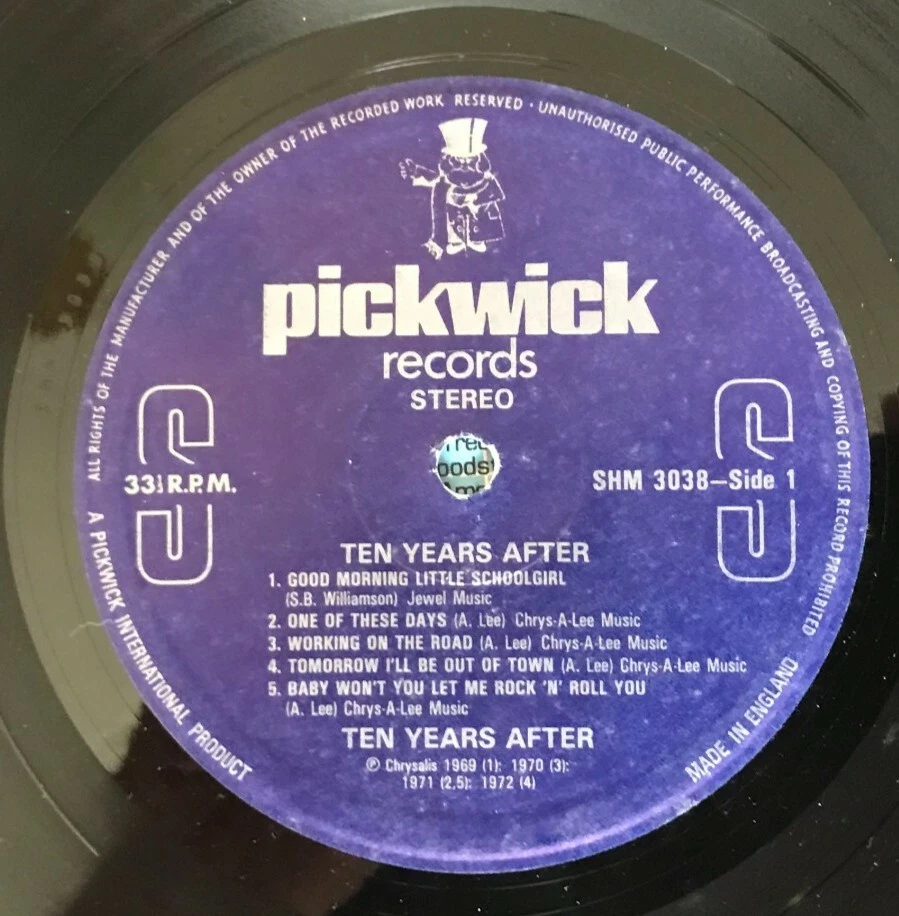 ALL RIGHTS OF THE MANUFACTURER AND OF THE OWNER OF THE RECORDED WORK RESERVED · UNAUTHORISED PUBLIC PERFORMANCE BROADCASTING AND COPYING OF THIS RECORD PROHIBITED
pickwick
records
STEREO
oods
33⅓ R.P.M.
SHM 3038–Side 1
TEN YEARS AFTER
1. GOOD MORNING LITTLE SCHOOLGIRL
(S.B. Williamson) Jewel Music
2. ONE OF THESE DAYS (A. Lee) Chrys-A-Lee Music
3. WORKING ON THE ROAD (A. Lee) Chrys-A-Lee Music
4. TOMORROW I'LL BE OUT OF TOWN (A. Lee) Chrys-A-Lee Music
5. BABY WON'T YOU LET ME ROCK 'N' ROLL YOU
(A. Lee) Chrys-A-Lee Music
TEN YEARS AFTER
℗ Chrysalis 1969 (1): 1970 (3):
1971 (2,5): 1972 (4)
A PICKWICK INTERNATIONAL PRODUCT
MADE IN ENGLAND